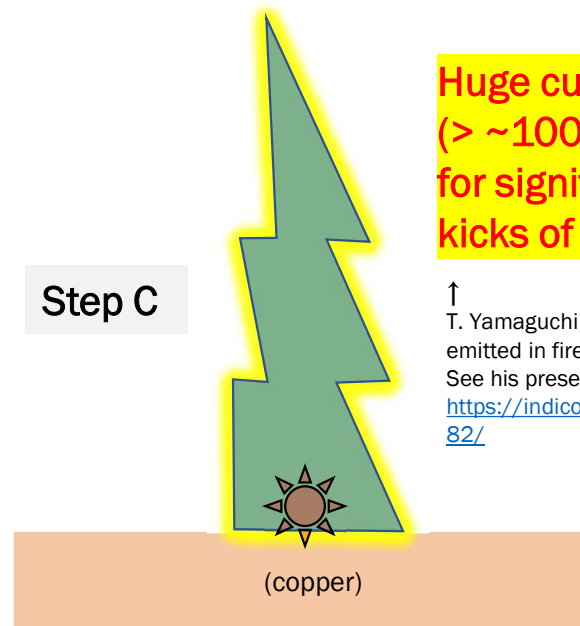 Huge cu
(> ~100
for signi
kicks of
Step C
↑
T. Yamaguchi
emitted in fire
See his prese
https://indico
82/
(copper)